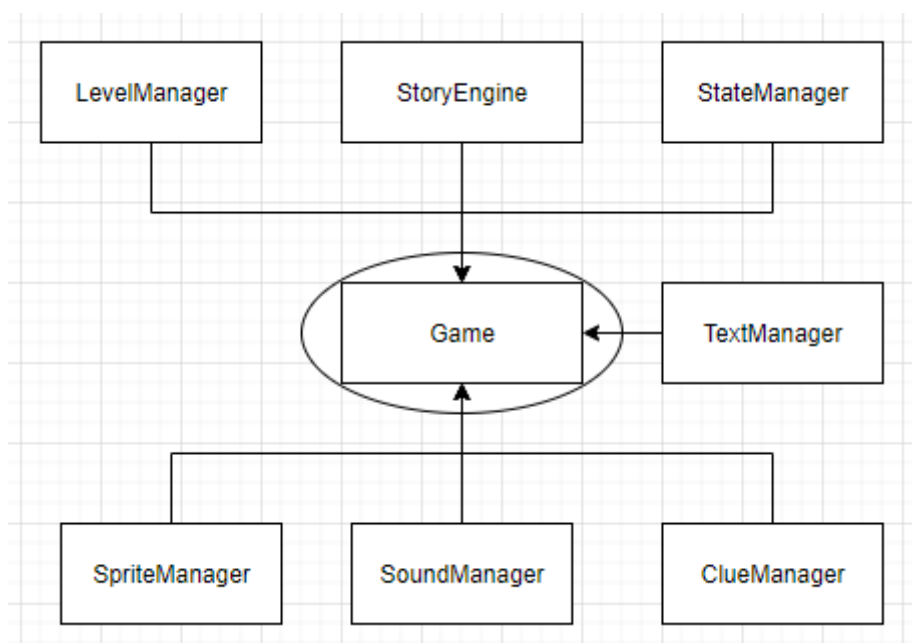 LevelManager
StoryEngine
StateManager
Game
TextManager
SpriteManager
SoundManager
ClueManager